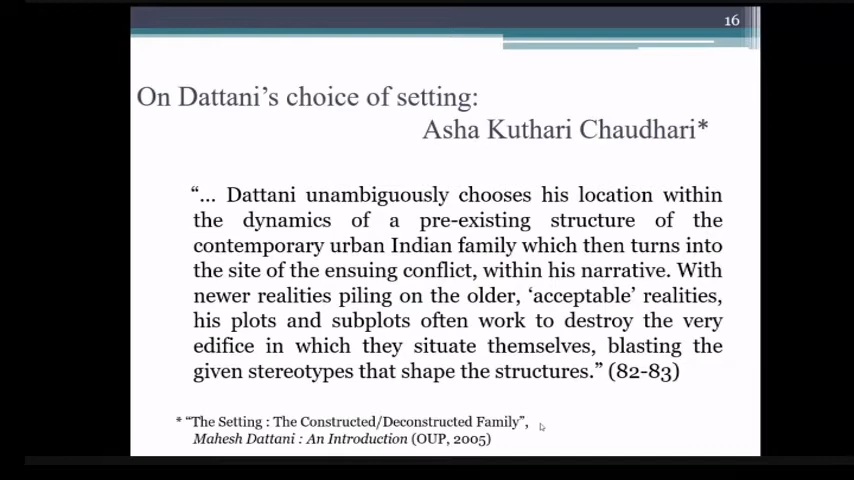 16
On Dattani’s choice of setting:
Asha Kuthari Chaudhari*
“... Dattani unambiguously chooses his location within
the dynamics of a pre-existing structure of the
contemporary urban Indian family which then turns into
the site of the ensuing conflict, within his narrative. With
newer realities piling on the older, ‘acceptable’ realities,
his plots and subplots often work to destroy the very
edifice in which they situate themselves, blasting the
given stereotypes that shape the structures.” (82-83)
* “The Setting : The Constructed/Deconstructed Family”,
Mahesh Dattani : An Introduction (OUP, 2005)